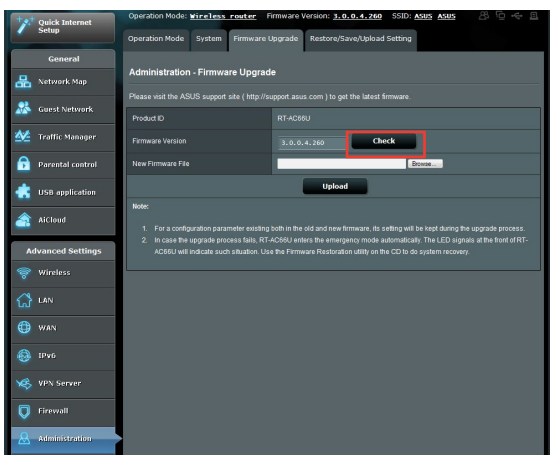 Quick Internet
Setup
Operation Mode: Wireless router Firmware Version: 3.0.0.4.260 SSID: ASUS ASUS
Operation Mode System Firmware Upgrade Restore/Save/Upload Setting
General
Network Map
Guest Network
Traffic Manager
Parental control
USB application
AiCloud
Advanced Settings
Wireless
LAN
WAN
IPv6
VPN Server
Firewall
Administration
Administration - Firmware Upgrade
Please visit the ASUS support site ( http://support.asus.com ) to get the latest firmware.
Product ID RT-AC66U
Firmware Version 3.0.0.4.260 Check
New Firmware File Browse...
Upload
Note:
1. For a configuration parameter existing both in the old and new firmware, its setting will be kept during the upgrade process.
2. In case the upgrade process fails, RT-AC66U enters the emergency mode automatically. The LED signals at the front of RT-
AC66U will indicate such situation. Use the Firmware Restoration utility on the CD to do system recovery.